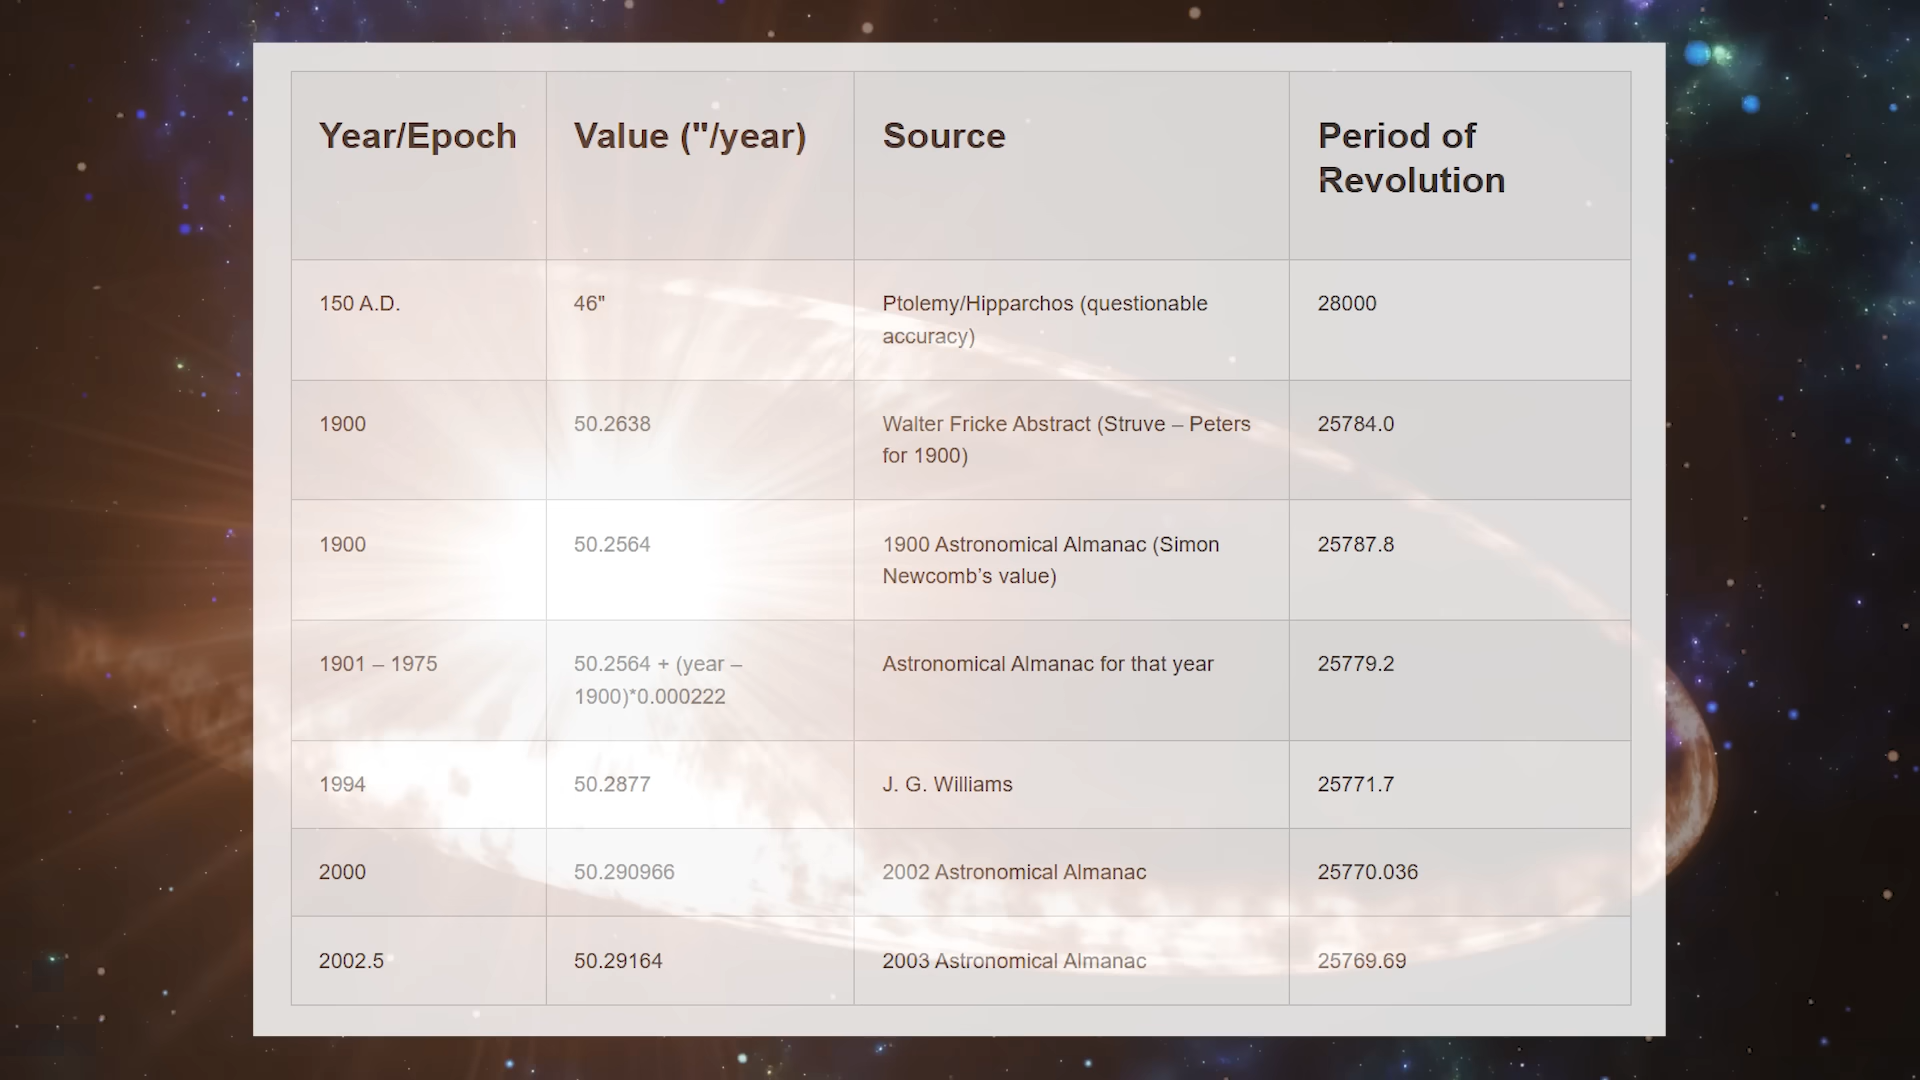 Year/Epoch
Value ("/year)
Source
Period of
Revolution
150 A.D.
46"
Ptolemy/Hipparchos (questionable
accuracy)
28000
1900
50.2638
Walter Fricke Abstract (Struve – Peters
for 1900)
25784.0
1900
50.2564
1900 Astronomical Almanac (Simon
Newcomb’s value)
25787.8
1901 – 1975
50.2564 + (year –
1900)*0.000222
Astronomical Almanac for that year
25779.2
1994
50.2877
J. G. Williams
25771.7
2000
50.290966
2002 Astronomical Almanac
25770.036
2002.5
50.29164
2003 Astronomical Almanac
25769.69